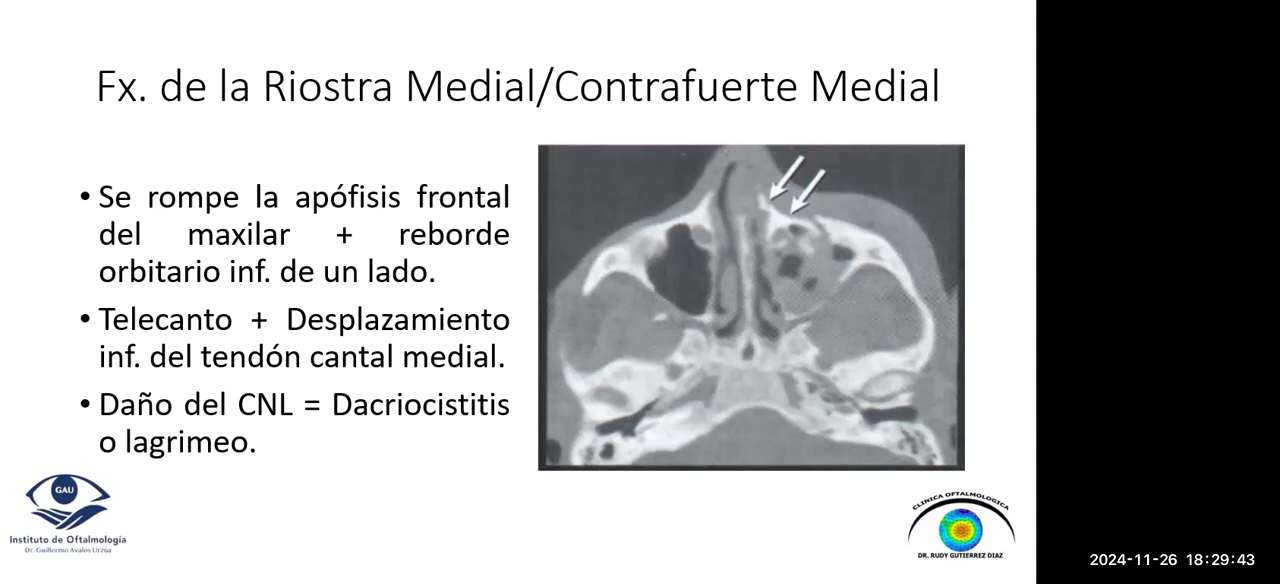 Fx. de la Riostra Medial/Contrafuerte Medial
• Se rompe la apófisis frontal
del maxilar + reborde
orbitario inf. de un lado.
• Telecanto + Desplazamiento
inf. del tendón cantal medial.
• Daño del CNL = Dacriocistitis
o lagrimeo.
GAU
Instituto de Oftalmología
Dr. Guillermo Avalos Urzúa
CLINICA OFTALMOLOGICA
DR. RUDY GUTIERREZ DIAZ
2024-11-26 18:29:43